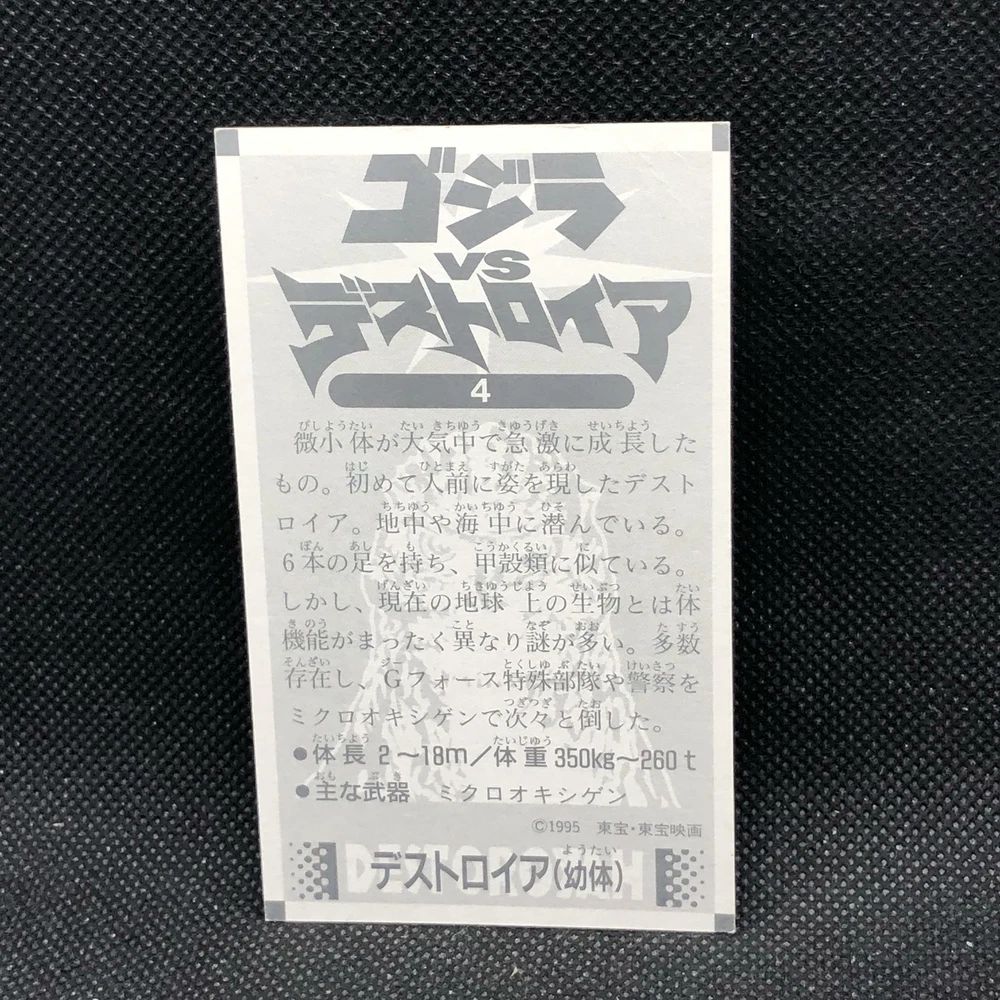 ゴジラ
VS
デストロイア
4
微小体が大気中で急激に成長した
もの。初めて人前に姿を現したデスト
ロイア。地中や海中に潜んでいる。
6本の足を持ち、甲殻類に似ている。
しかし、現在の地球上の生物とは体
機能がまったく異なり謎が多い。多数
存在し、Gフォース特殊部隊や警察を
ミクロオキシゲンで次々と倒した。
●体長 2〜18m/体重 350kg〜260t
●主な武器 ミクロオキシゲン
©1995 東宝・東宝映画
デストロイア(幼体)